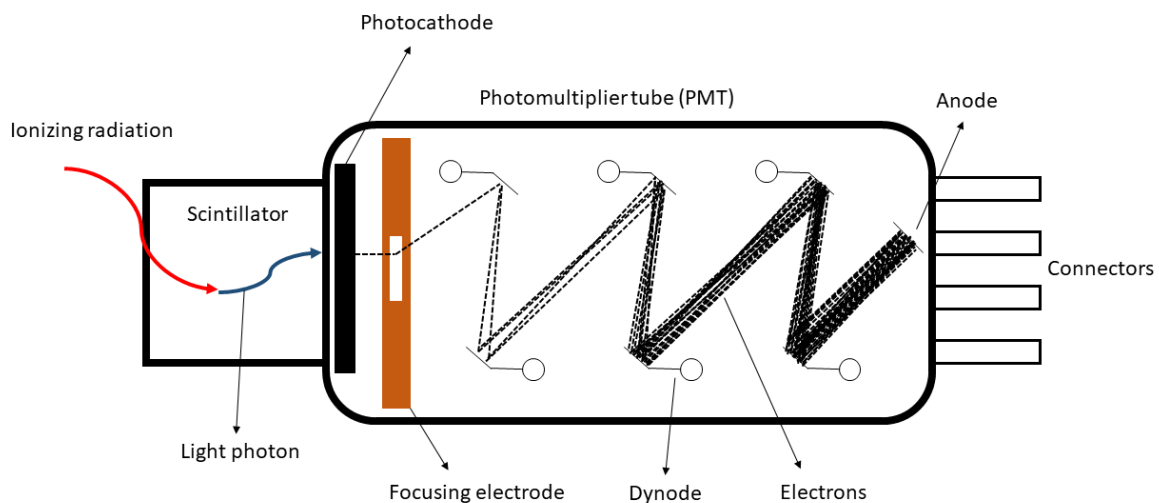 Photocathode
Photomultiplier tube (PMT)
Anode
Ionizing radiation
Scintillator
Connectors
Light photon
Focusing electrode
Dynode
Electrons